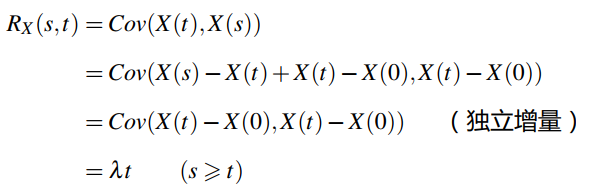 R_X(s,t) = Cov(X(t),X(s))
= Cov(X(s)−X(t)+X(t)−X(0),X(t)−X(0))
= Cov(X(t)−X(0),X(t)−X(0)) （独立增量）
= λt (s⩾t)